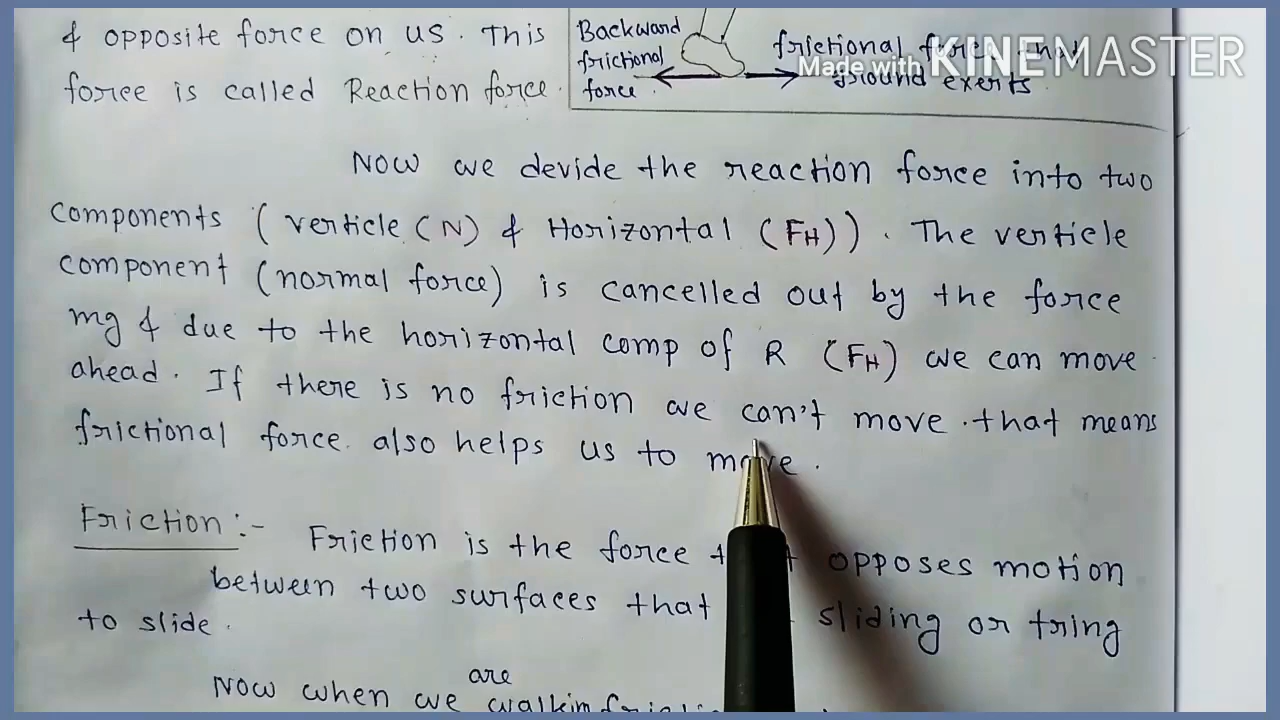 & opposite force on us. This
force is called Reaction force.
Backward
frictional
force.
frictional force
ground exerts.
Made with KINEMASTER
Now we devide the reaction force into two
components (verticle (N) & Horizontal (FH)). The verticle
component (normal force) is cancelled out by the force
mg & due to the horizontal comp of R (FH) we can move
ahead. If there is no friction we can't move. that means
frictional force. also helps us to move.
Friction :-
Friction is the force opposes motion
between two surfaces that sliding or tring
to slide.
are
Now when we